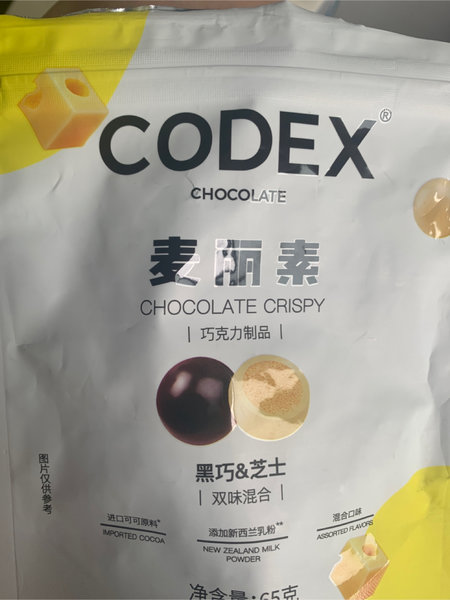 CODEX®
CHOCOLATE
麦丽素
CHOCOLATE CRISPY
| 巧克力制品 |
黑巧&芝士
| 双味混合 |
图片仅供参考
进口可可原料*
IMPORTED COCOA
添加新西兰乳粉**
NEW ZEALAND MILK
POWDER
混合口味
ASSORTED FLAVORS
净含量:65克